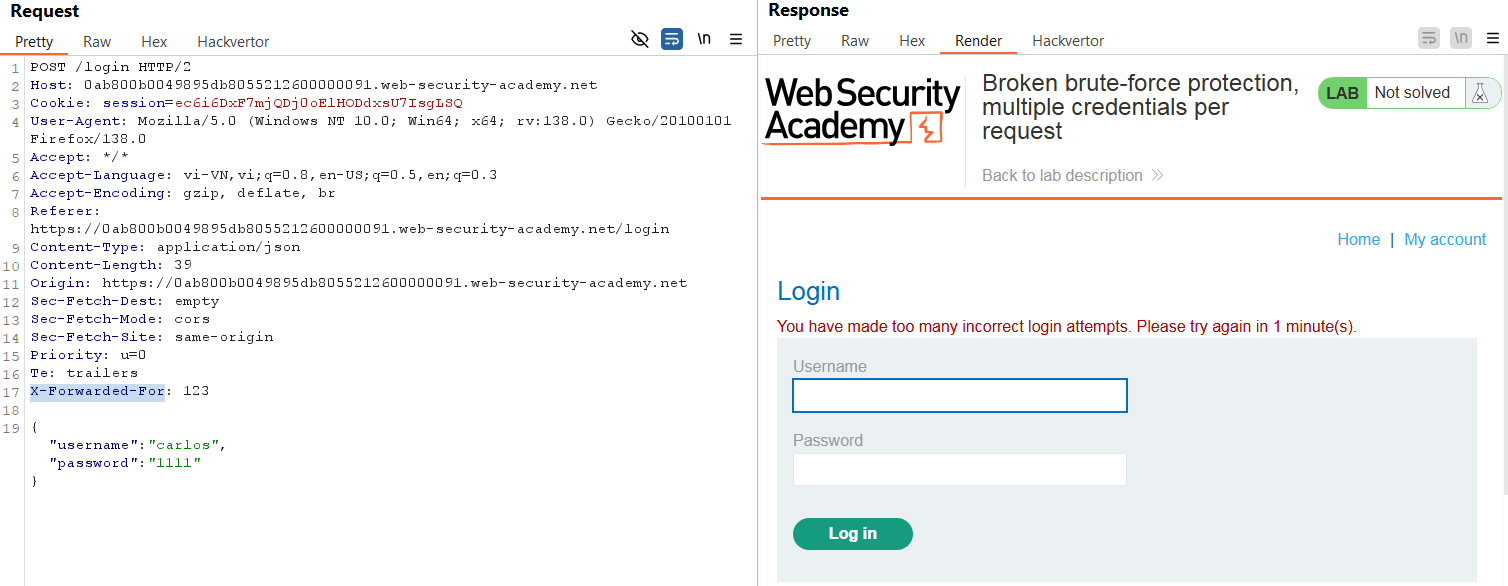 Request
Pretty Raw Hex Hackvertor
\n
1 POST /login HTTP/2
2 Host: 0ab800b0049895db8055212600000091.web-security-academy.net
3 Cookie: session=ec6i6DxF7mjQDj0oElHODdxsU7IsgLSQ
4 User-Agent: Mozilla/5.0 (Windows NT 10.0; Win64; x64; rv:138.0) Gecko/20100101
Firefox/138.0
5 Accept: */*
6 Accept-Language: vi-VN,vi;q=0.8,en-US;q=0.5,en;q=0.3
7 Accept-Encoding: gzip, deflate, br
8 Referer:
https://0ab800b0049895db8055212600000091.web-security-academy.net/login
9 Content-Type: application/json
10 Content-Length: 39
11 Origin: https://0ab800b0049895db8055212600000091.web-security-academy.net
12 Sec-Fetch-Dest: empty
13 Sec-Fetch-Mode: cors
14 Sec-Fetch-Site: same-origin
15 Priority: u=0
16 Te: trailers
17 X-Forwarded-For: 123
18
19 {
"username":"carlos",
"password":"1111"
}
Response
Pretty Raw Hex Render Hackvertor
\n
Web Security
Academy
Broken brute-force protection,
multiple credentials per
request
LAB Not solved
Back to lab description
Home | My account
Login
You have made too many incorrect login attempts. Please try again in 1 minute(s).
Username
Password
Log in